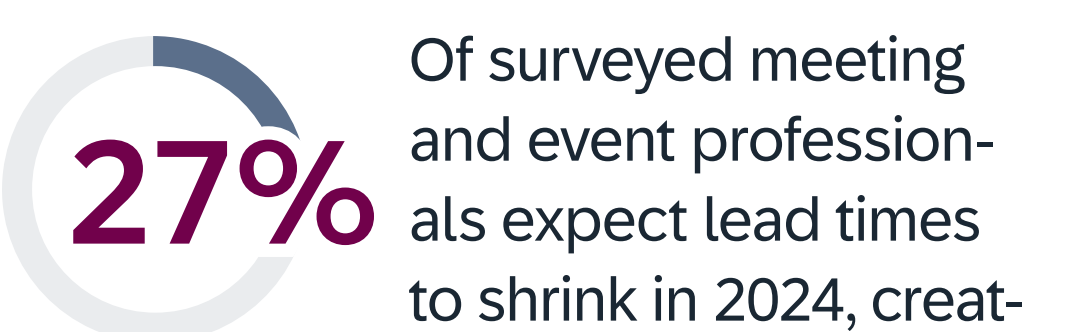 27%
Of surveyed meeting
and event profession-
als expect lead times
to shrink in 2024, creat-